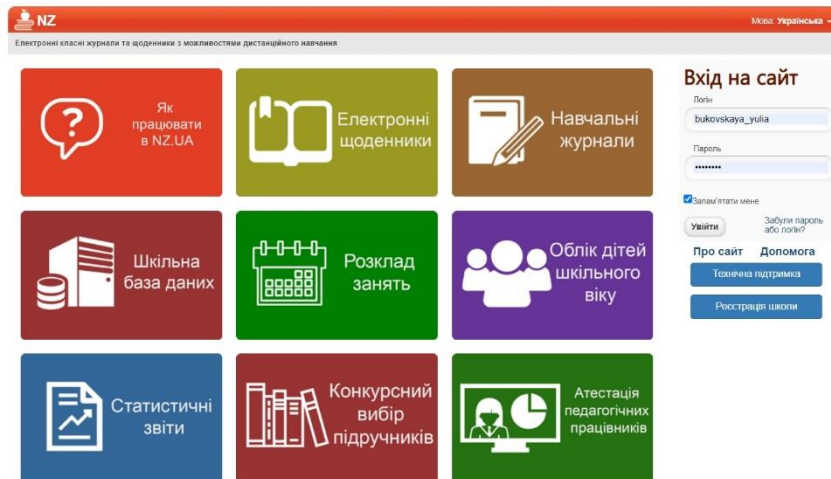 NZ
Мова: Українська
Електронні класні журнали та щоденники з можливостями дистанційного навчання
Як
працювати
в NZ.UA
Електронні
щоденники
Навчальні
журнали
Шкільна
база даних
Розклад
занять
Облік дітей
шкільного
віку
Статистичні
звіти
Конкурсний
вибір
підручників
Атестація
педагогічних
працівників
Вхід на сайт
Логін
bukovskaya_yulia
Пароль
••••••••
Запам'ятати мене
Увійти
Забули пароль
або логін?
Про сайт Допомога
Технічна підтримка
Реєстрація школи